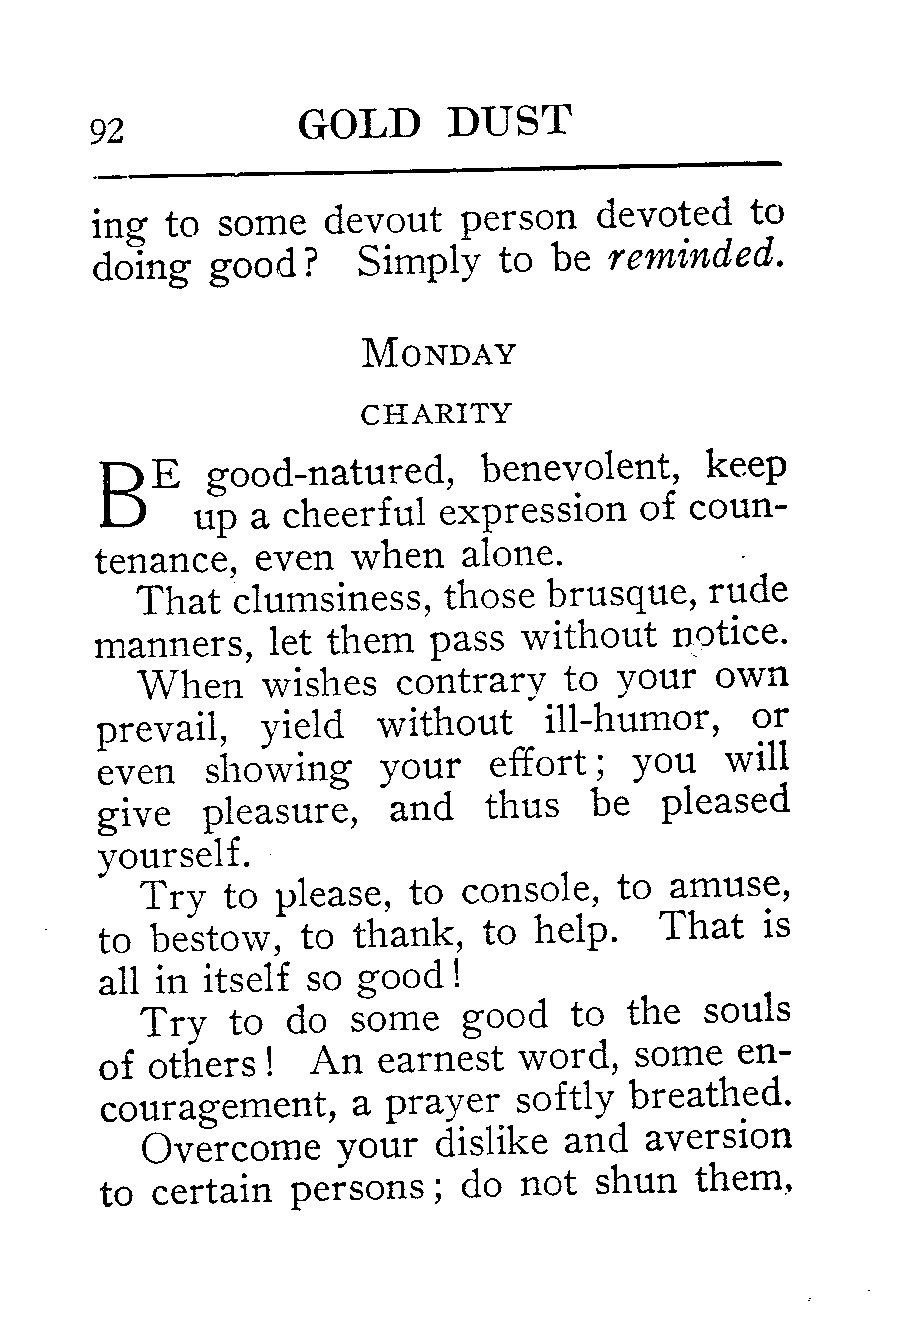 92 GOLD DUST
ing to some devout person devoted to
doing good? Simply to be reminded.
MONDAY
CHARITY
BE good-natured, benevolent, keep
up a cheerful expression of coun-
tenance, even when alone.
That clumsiness, those brusque, rude
manners, let them pass without notice.
When wishes contrary to your own
prevail, yield without ill-humor, or
even showing your effort; you will
give pleasure, and thus be pleased
yourself.
Try to please, to console, to amuse,
to bestow, to thank, to help. That is
all in itself so good!
Try to do some good to the souls
of others! An earnest word, some en-
couragement, a prayer softly breathed.
Overcome your dislike and aversion
to certain persons; do not shun them,